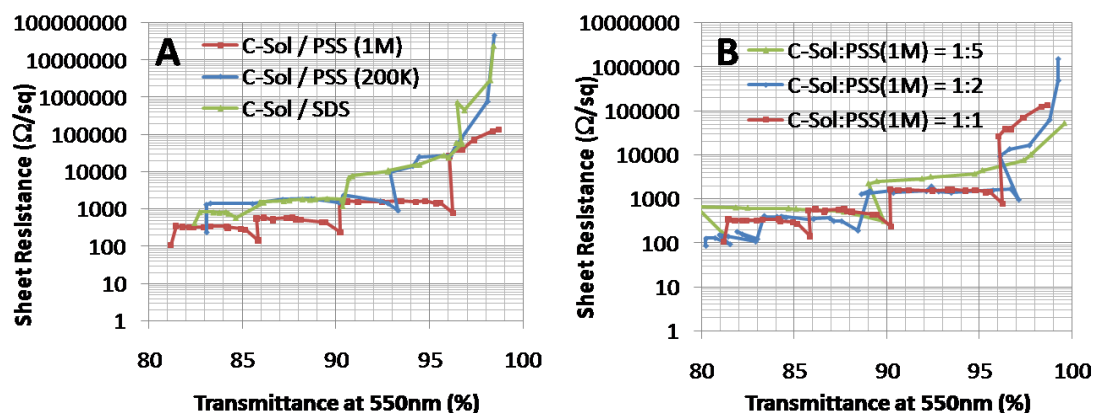 A
C-Sol / PSS (1M)
C-Sol / PSS (200K)
C-Sol / SDS
Sheet Resistance (Ω/sq)
100000000
10000000
1000000
100000
10000
1000
100
10
1
80 85 90 95 100
Transmittance at 550nm (%)
B
C-Sol:PSS(1M) = 1:5
C-Sol:PSS(1M) = 1:2
C-Sol:PSS(1M) = 1:1
Sheet Resistance (Ω/sq)
10000000
1000000
100000
10000
1000
100
10
1
80 85 90 95 100
Transmittance at 550nm (%)